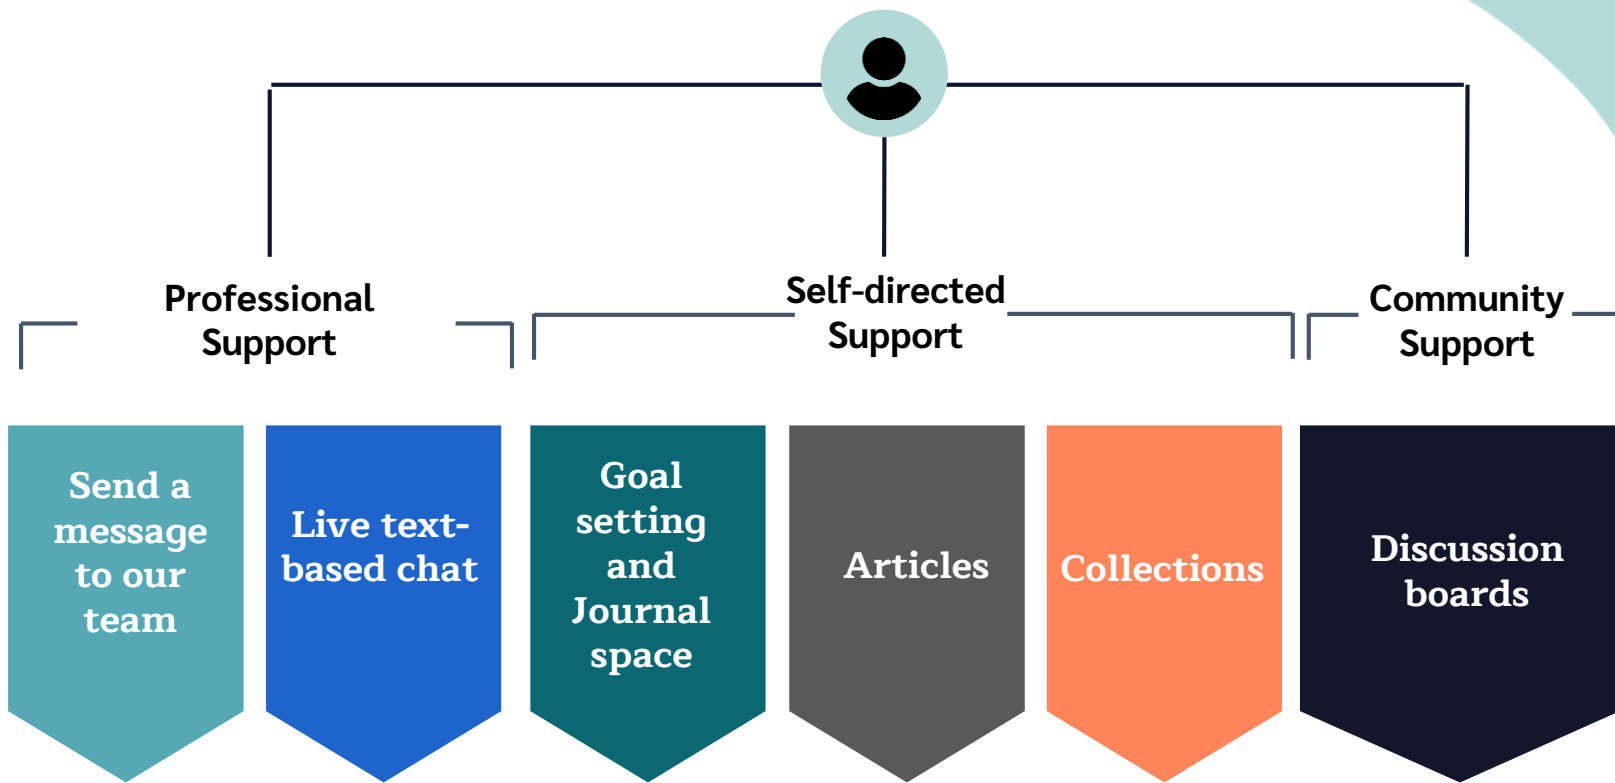 Professional
Support
Self-directed
Support
Community
Support
Send a
message
to our
team
Live text-
based chat
Goal
setting
and
Journal
space
Articles
Collections
Discussion
boards